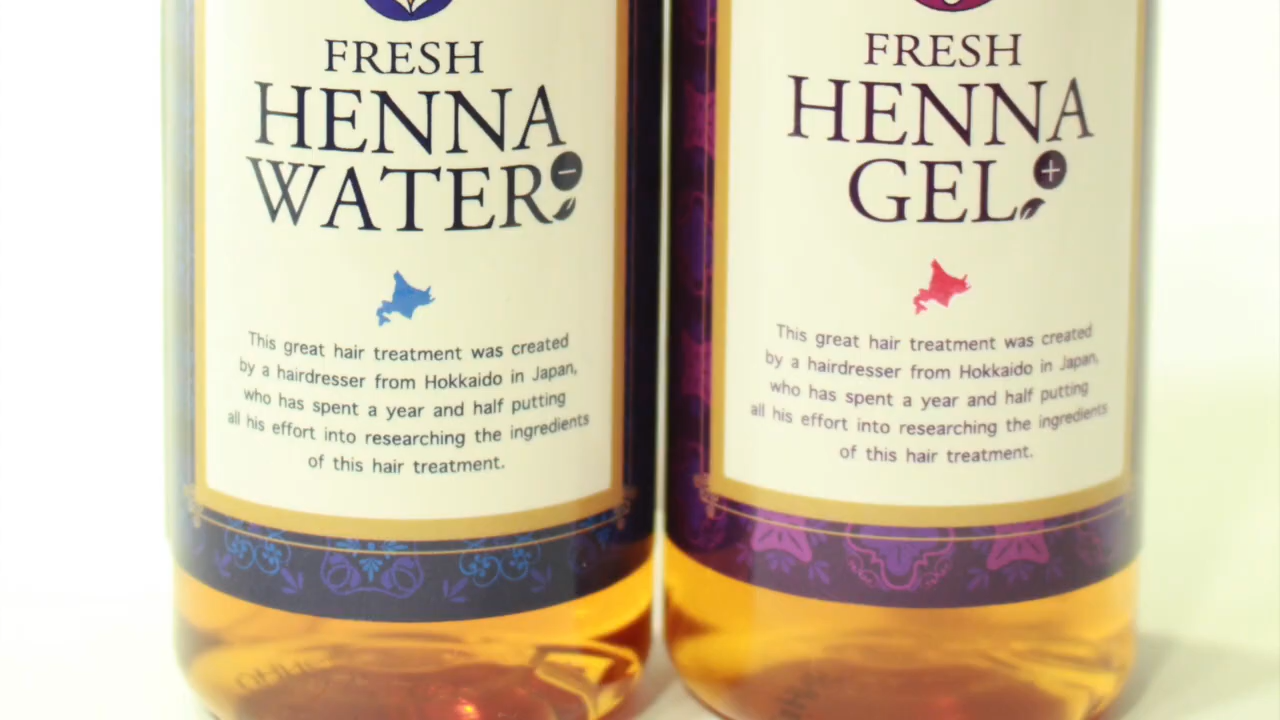 FRESH
HENNA
WATER
This great hair treatment was created
by a hairdresser from Hokkaido in Japan,
who has spent a year and half putting
all his effort into researching the ingredients
of this hair treatment.
FRESH
HENNA
GEL
This great hair treatment was created
by a hairdresser from Hokkaido in Japan,
who has spent a year and half putting
all his effort into researching the ingredients
of this hair treatment.